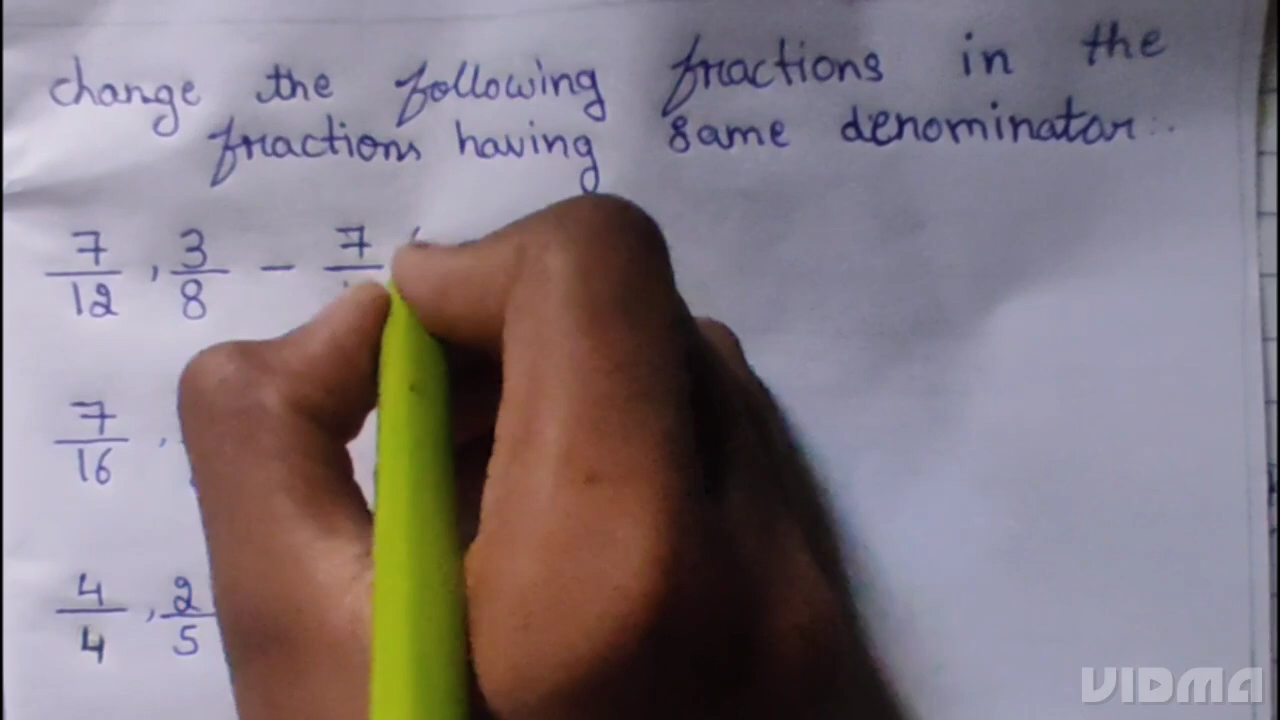 change the following fractions in the
fractions having same denominator..
7/12 , 3/8 — 7/
7/16 ,
4/4 , 2/5
VIDMA